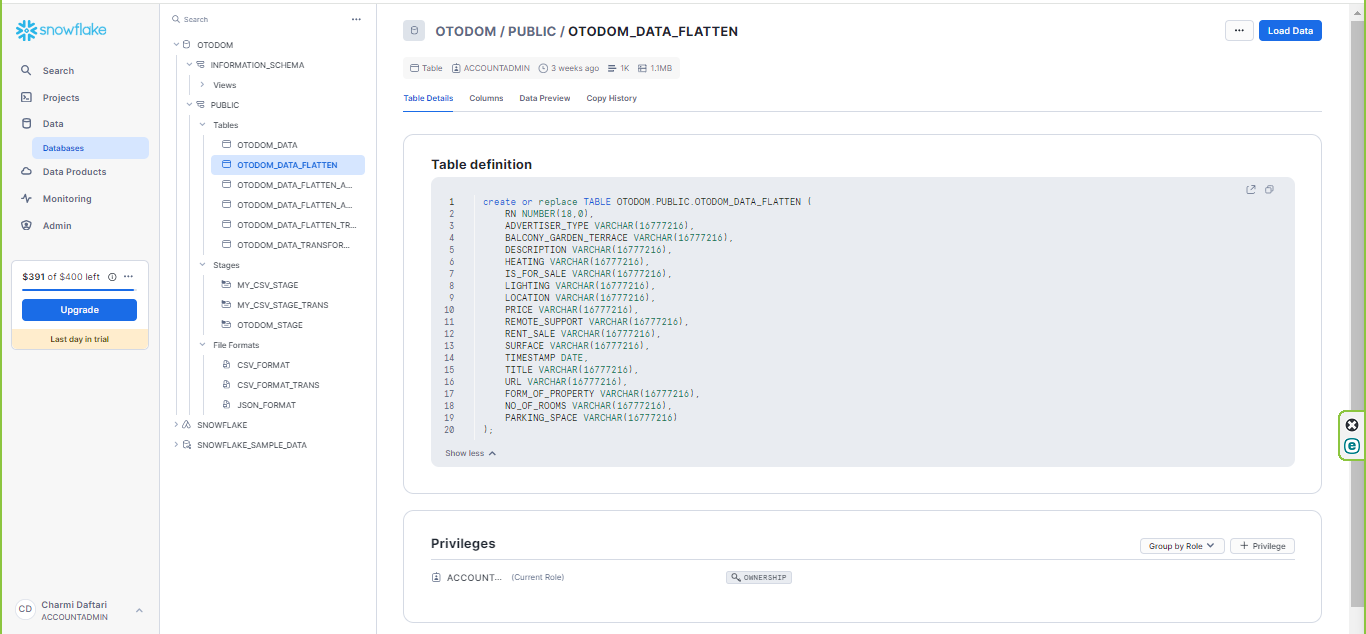 snowflake
Search
Projects
Data
Databases
Data Products
Monitoring
Admin
$391 of $400 left
Upgrade
Last day in trial
CD
Charmi Daftari
ACCOUNTADMIN
Search
OTODOM
INFORMATION_SCHEMA
Views
PUBLIC
Tables
OTODOM_DATA
OTODOM_DATA_FLATTEN
OTODOM_DATA_FLATTEN_A...
OTODOM_DATA_FLATTEN_A...
OTODOM_DATA_FLATTEN_TR...
OTODOM_DATA_TRANSFOR...
Stages
MY_CSV_STAGE
MY_CSV_STAGE_TRANS
OTODOM_STAGE
File Formats
CSV_FORMAT
CSV_FORMAT_TRANS
JSON_FORMAT
SNOWFLAKE
SNOWFLAKE_SAMPLE_DATA
OTODOM / PUBLIC / OTODOM_DATA_FLATTEN
Load Data
Table ACCOUNTADMIN 3 weeks ago 1K 1.1MB
Table Details Columns Data Preview Copy History
Table definition
1 create or replace TABLE OTODOM.PUBLIC.OTODOM_DATA_FLATTEN (
2 RN NUMBER(18,0),
3 ADVERTISER_TYPE VARCHAR(16777216),
4 BALCONY_GARDEN_TERRACE VARCHAR(16777216),
5 DESCRIPTION VARCHAR(16777216),
6 HEATING VARCHAR(16777216),
7 IS_FOR_SALE VARCHAR(16777216),
8 LIGHTING VARCHAR(16777216),
9 LOCATION VARCHAR(16777216),
10 PRICE VARCHAR(16777216),
11 REMOTE_SUPPORT VARCHAR(16777216),
12 RENT_SALE VARCHAR(16777216),
13 SURFACE VARCHAR(16777216),
14 TIMESTAMP DATE,
15 TITLE VARCHAR(16777216),
16 URL VARCHAR(16777216),
17 FORM_OF_PROPERTY VARCHAR(16777216),
18 NO_OF_ROOMS VARCHAR(16777216),
19 PARKING_SPACE VARCHAR(16777216)
20 );
Show less
Privileges
Group by Role
+ Privilege
ACCOUNT... (Current Role) OWNERSHIP
e